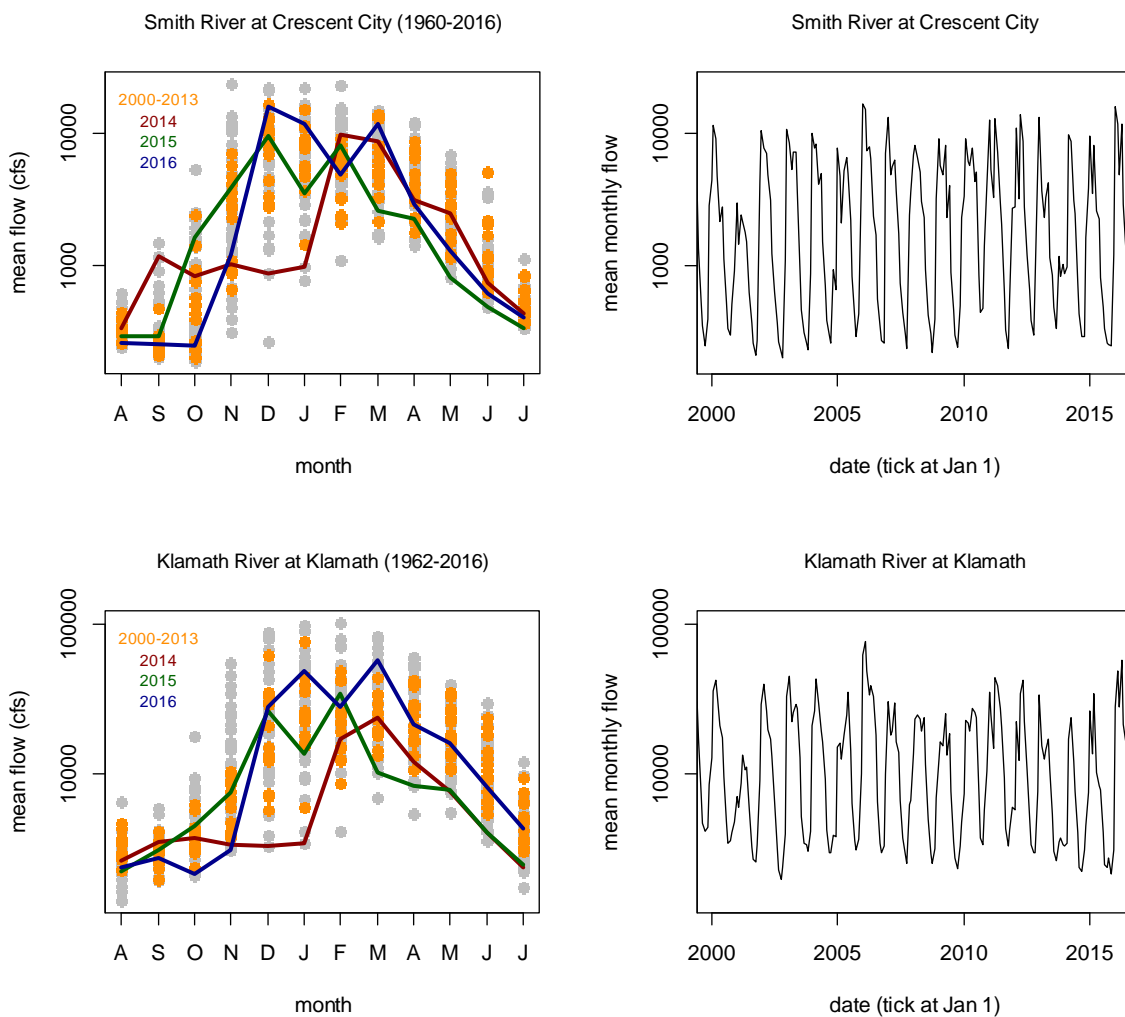 Smith River at Crescent City (1960-2016)
mean flow (cfs)
10000
1000
2000-2013
2014
2015
2016
A S O N D J F M A M J J
month
Smith River at Crescent City
mean monthly flow
10000
1000
2000 2005 2010 2015
date (tick at Jan 1)
Klamath River at Klamath (1962-2016)
mean flow (cfs)
100000
10000
2000-2013
2014
2015
2016
A S O N D J F M A M J J
month
Klamath River at Klamath
mean monthly flow
100000
10000
2000 2005 2010 2015
date (tick at Jan 1)